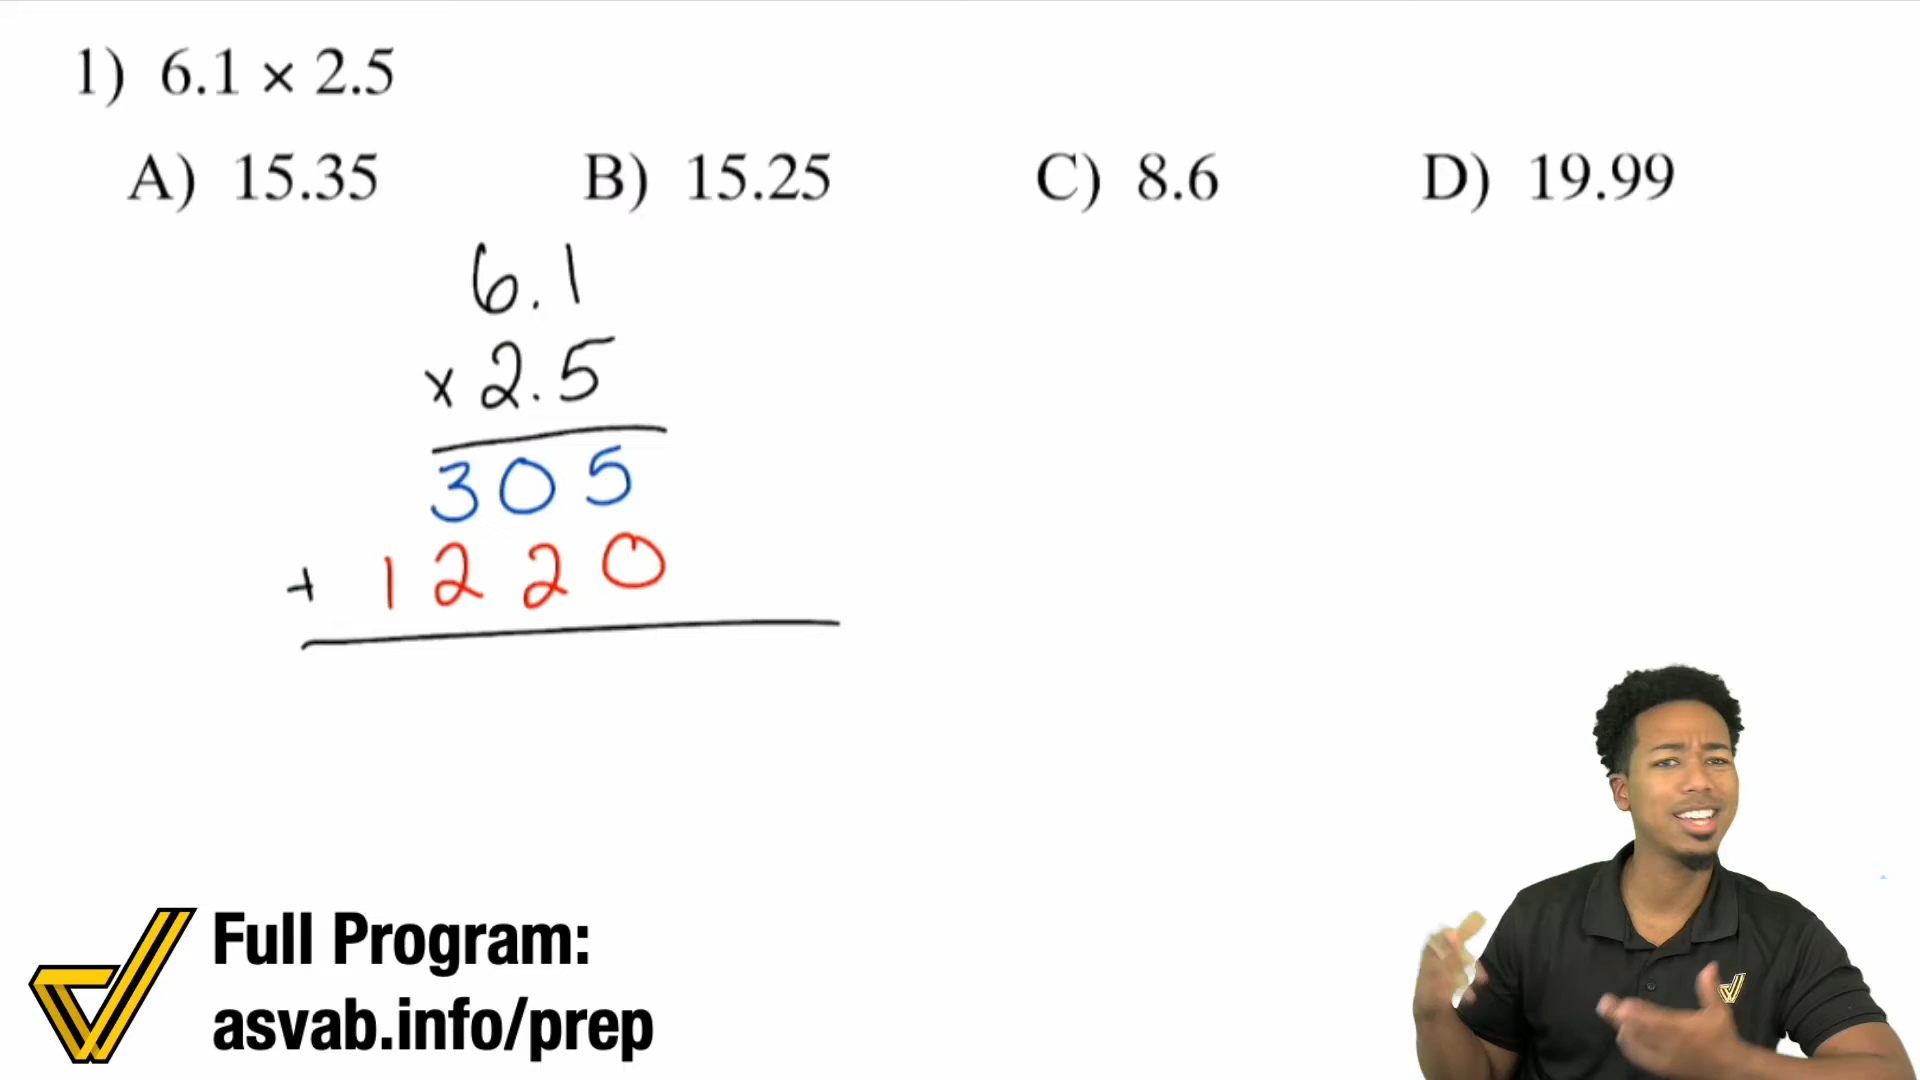 1) 6.1 × 2.5
A) 15.35 B) 15.25 C) 8.6 D) 19.99
6.1
× 2.5
305
+ 1220
Full Program:
asvab.info/prep